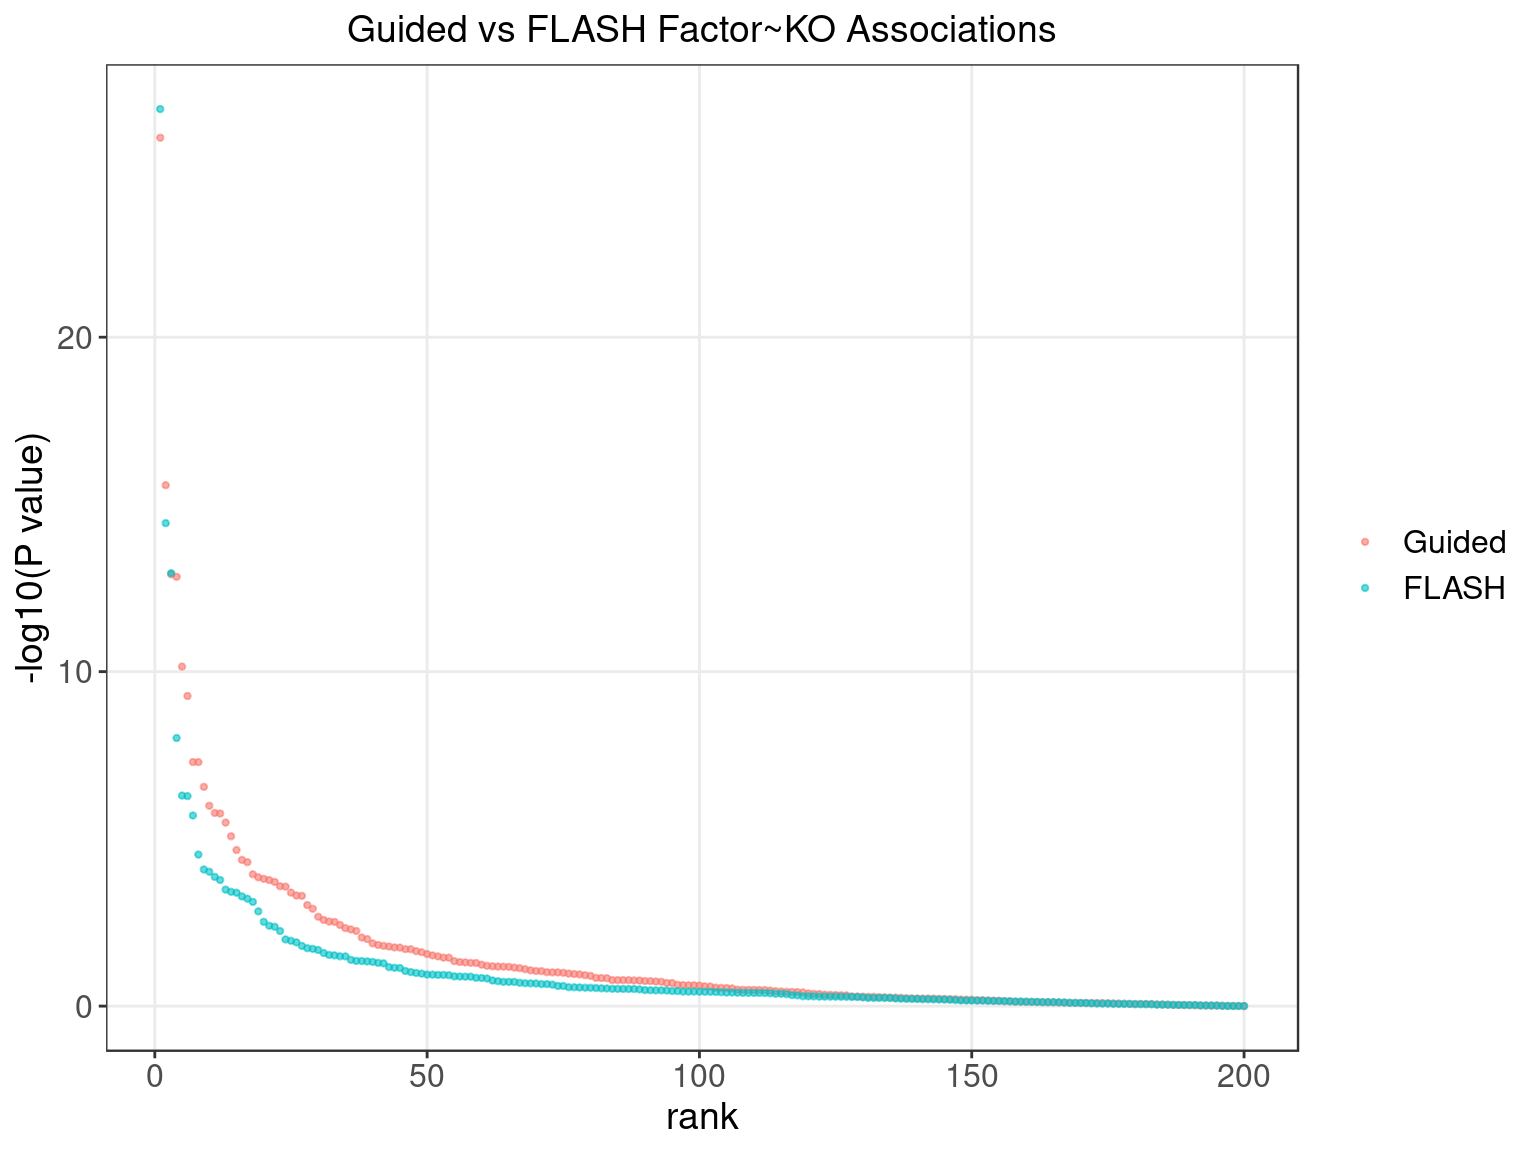 Guided vs FLASH Factor~KO Associations
-log10(P value)
20
10
0
0 50 100 150 200
rank
Guided
FLASH